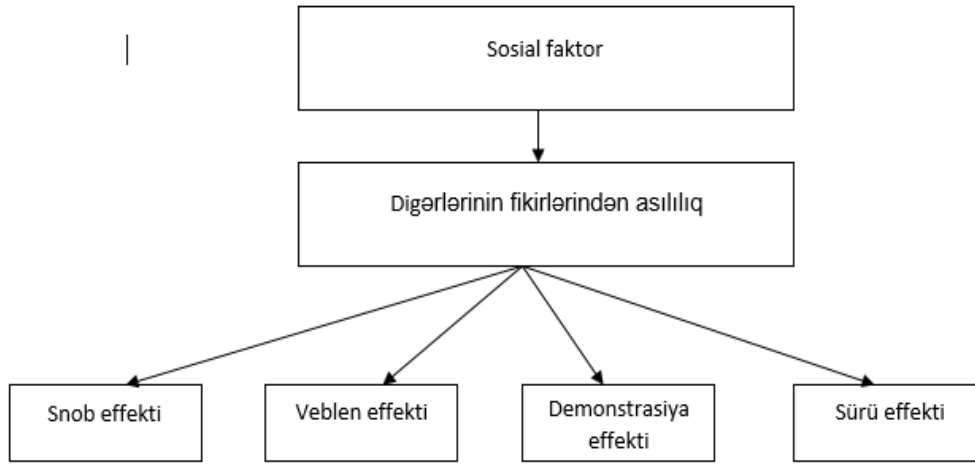 Sosial faktor
Digərlərinin fikirlərindən asılılıq
Snob effekti
Veblen effekti
Demonstrasiya
effekti
Sürü effekti